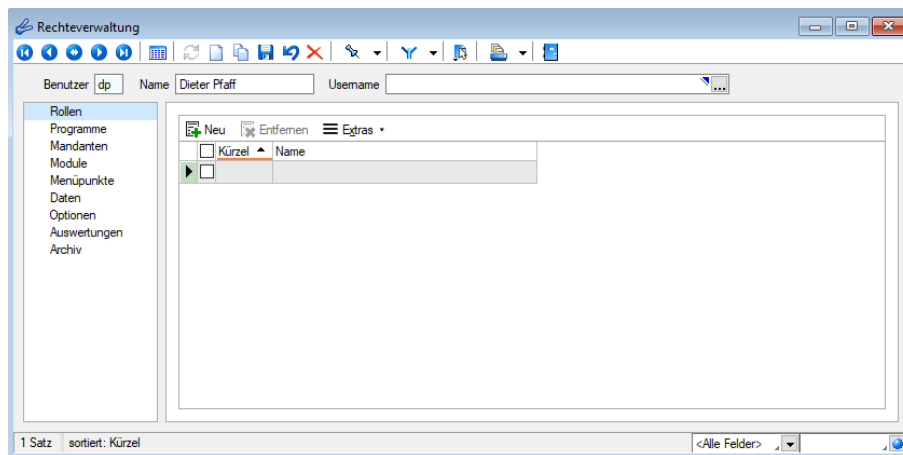 Rechteverwaltung
Benutzer dp Name Dieter Pfaff Username ...
Rollen
Programme
Mandanten
Module
Menüpunkte
Daten
Optionen
Auswertungen
Archiv
Neu Entfernen Extras
Kürzel Name
1 Satz sortiert: Kürzel <Alle Felder>